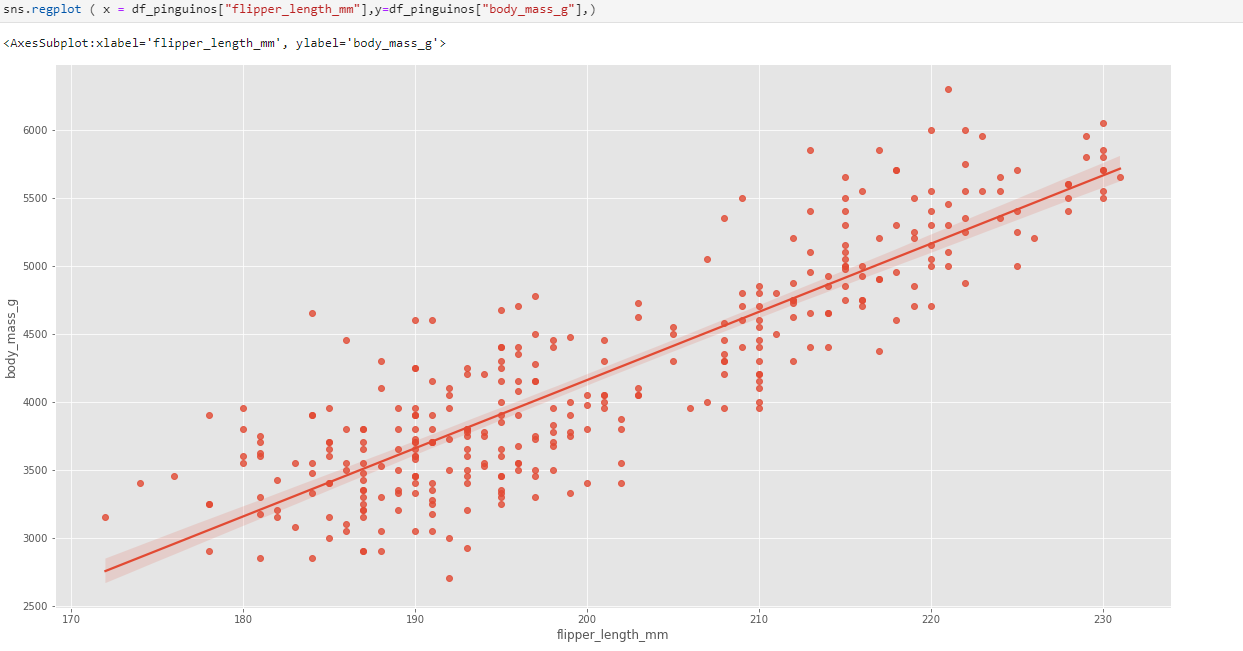 sns.regplot ( x = df_pinguinos["flipper_length_mm"],y=df_pinguinos["body_mass_g"],)
<AxesSubplot:xlabel='flipper_length_mm', ylabel='body_mass_g'>
6000
5500
5000
4500
4000
3500
3000
2500
body_mass_g
170 180 190 200 210 220 230
flipper_length_mm